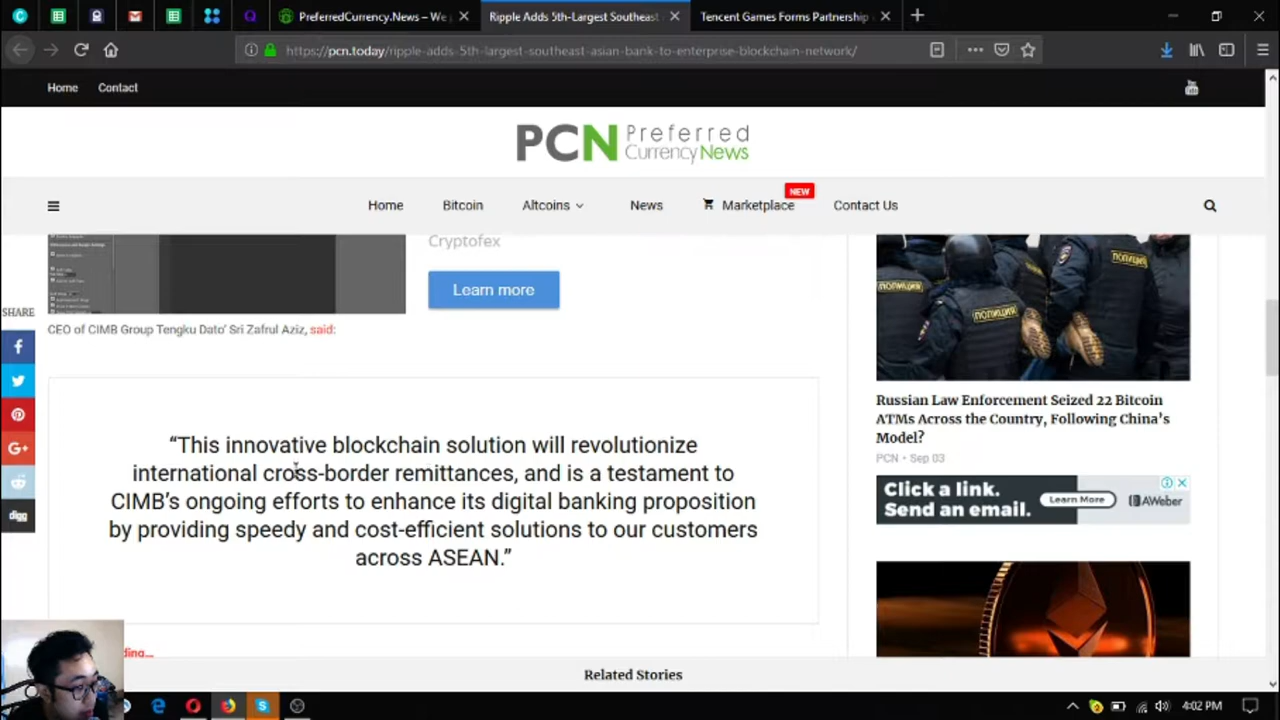 PreferredCurrency.News – We
Ripple Adds 5th-Largest Southeast
Tencent Games Forms Partnership
https://pcn.today/ripple-adds-5th-largest-southeast-asian-bank-to-enterprise-blockchain-network/
Home
Contact
PCN Preferred
CurrencyNews
NEW
Home
Bitcoin
Altcoins
News
Marketplace
Contact Us
Cryptofex
Learn more
SHARE
CEO of CIMB Group Tengku Dato’ Sri Zafrul Aziz, said:
“This innovative blockchain solution will revolutionize
international cross-border remittances, and is a testament to
CIMB’s ongoing efforts to enhance its digital banking proposition
by providing speedy and cost-efficient solutions to our customers
across ASEAN.”
digg
ПОЛИЦИЯ
ПОЛИЦИЯ
ПОЛИЦИЯ
Russian Law Enforcement Seized 22 Bitcoin
ATMs Across the Country, Following China’s
Model?
PCN • Sep 03
Click a link.
Send an email.
Learn More
AWeber
Related Stories
4:02 PM